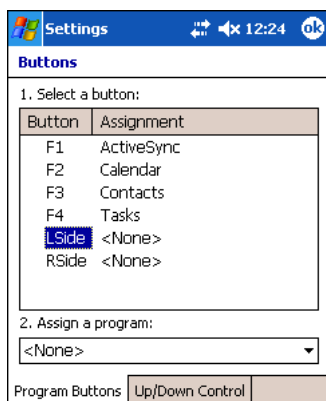 Settings 12:24 ok
Buttons
1. Select a button:
Button Assignment
F1 ActiveSync
F2 Calendar
F3 Contacts
F4 Tasks
LSide <None>
RSide <None>
2. Assign a program:
<None>
Program Buttons Up/Down Control